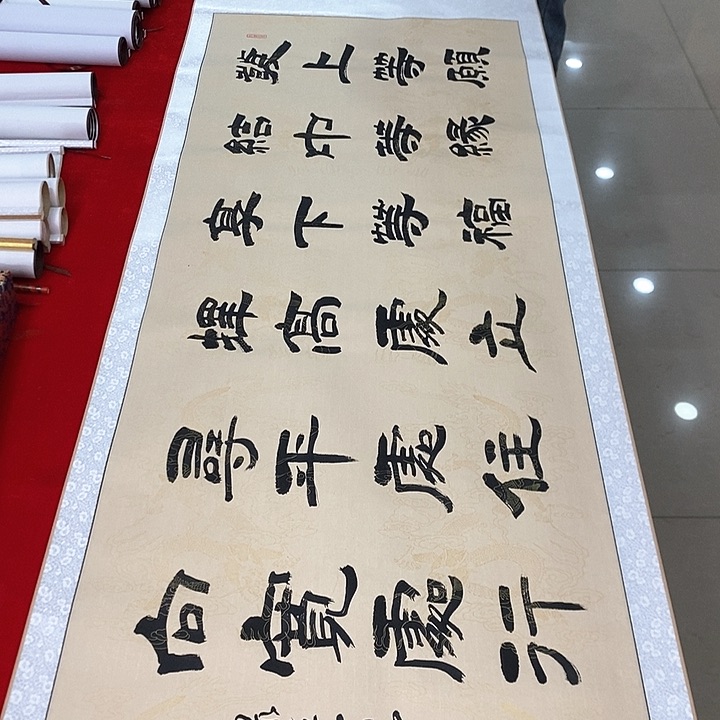 發上等願
結中等緣
享下等福
擇高處立
尋平處住
向寬處行